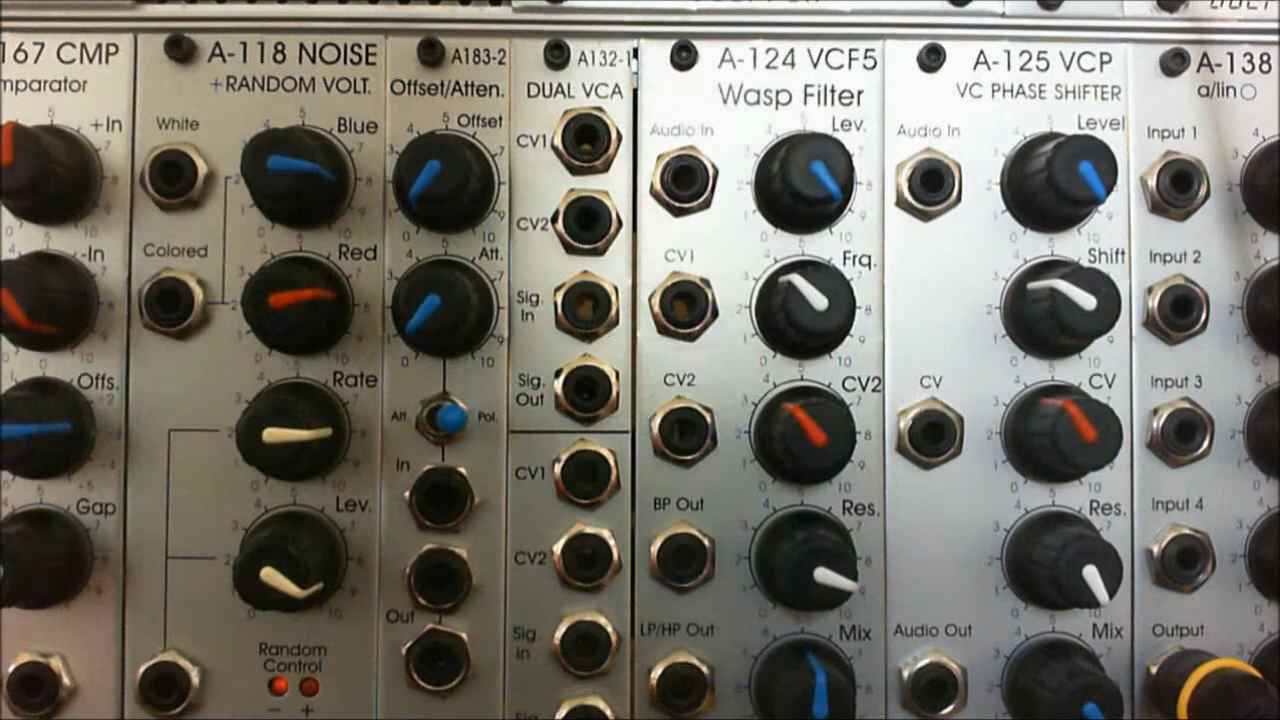 167 CMP
mparator
+In
-In
Offs.
Gap
A-118 NOISE
+RANDOM VOLT.
White
Blue
Colored
Red
Rate
Lev.
Random
Control
- +
A183-2
Offset/Atten.
Offset
Att.
Att. Pol.
In
Out
A132-1
DUAL VCA
CV1
CV2
Sig.
In
Sig.
Out
CV1
CV2
Sig.
In
Sig
A-124 VCF5
Wasp Filter
Audio In
Lev.
CV1
Frq.
CV2
CV2
BP Out
Res.
LP/HP Out
Mix
A-125 VCP
VC PHASE SHIFTER
Audio In
Level
Shift
CV
CV
Res.
Audio Out
Mix
A-138
a/lin
Input 1
Input 2
Input 3
Input 4
Output